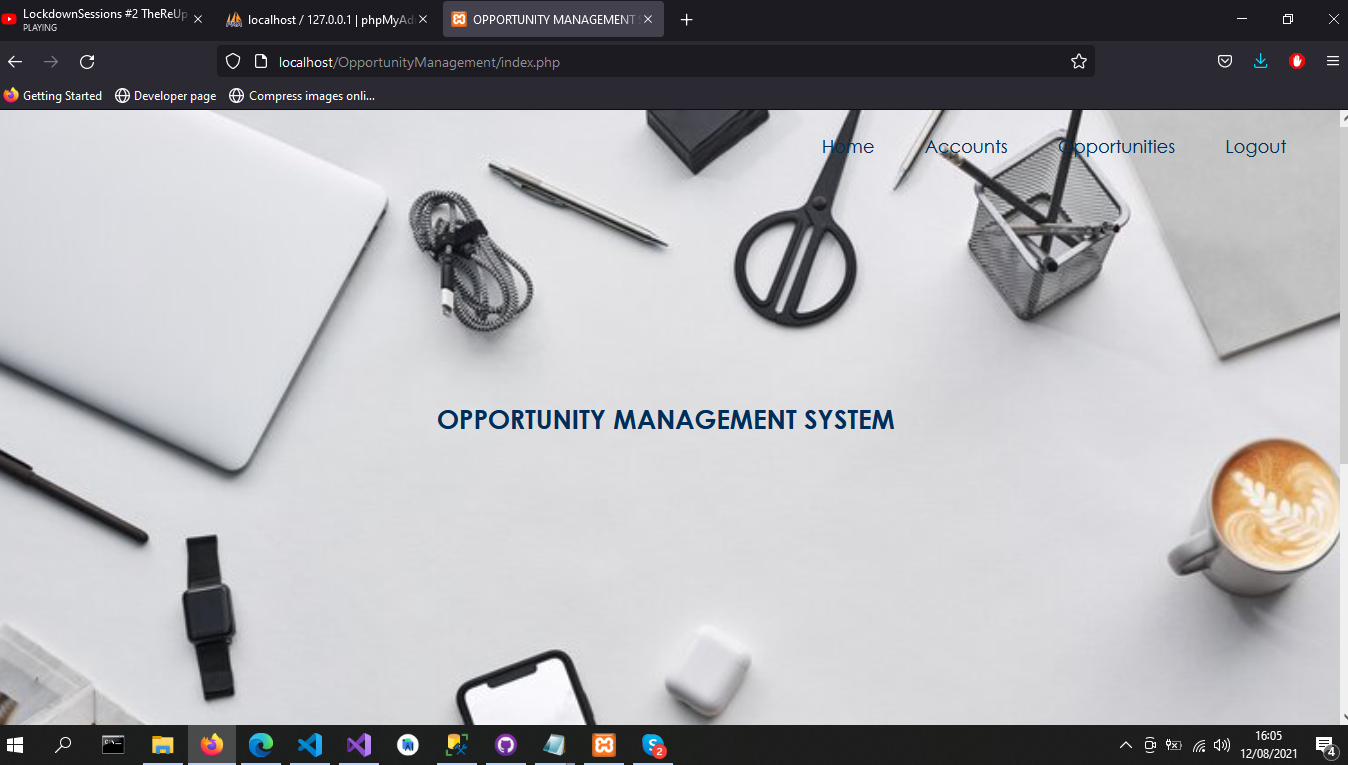 LockdownSessions #2 TheReUp
PLAYING
localhost / 127.0.0.1 | phpMyAd
OPPORTUNITY MANAGEMENT S
localhost/OpportunityManagement/index.php
Getting Started
Developer page
Compress images onli...
Home
Accounts
Opportunities
Logout
OPPORTUNITY MANAGEMENT SYSTEM
2
16:05
12/08/2021
4